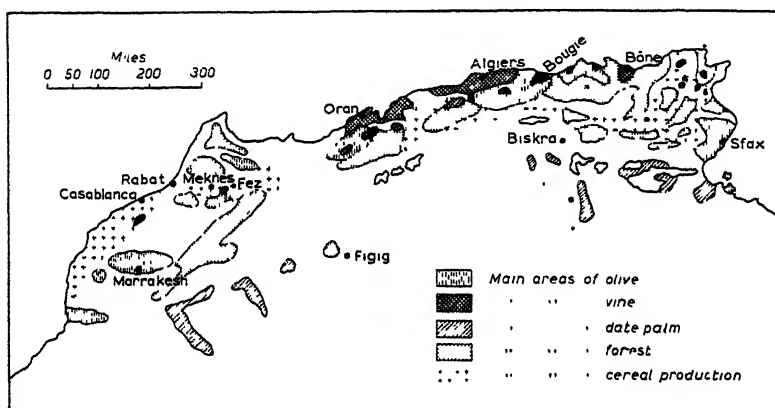 Miles
0 50 100 200 300
Algiers
Bougie
Bône
Oran
Biskra
Sfax
Rabat
Meknes
Fez
Casablanca
Figig
Marrakesh
Main areas of olive
" " " vine
" " " date palm
" " " forest
" " " cereal production